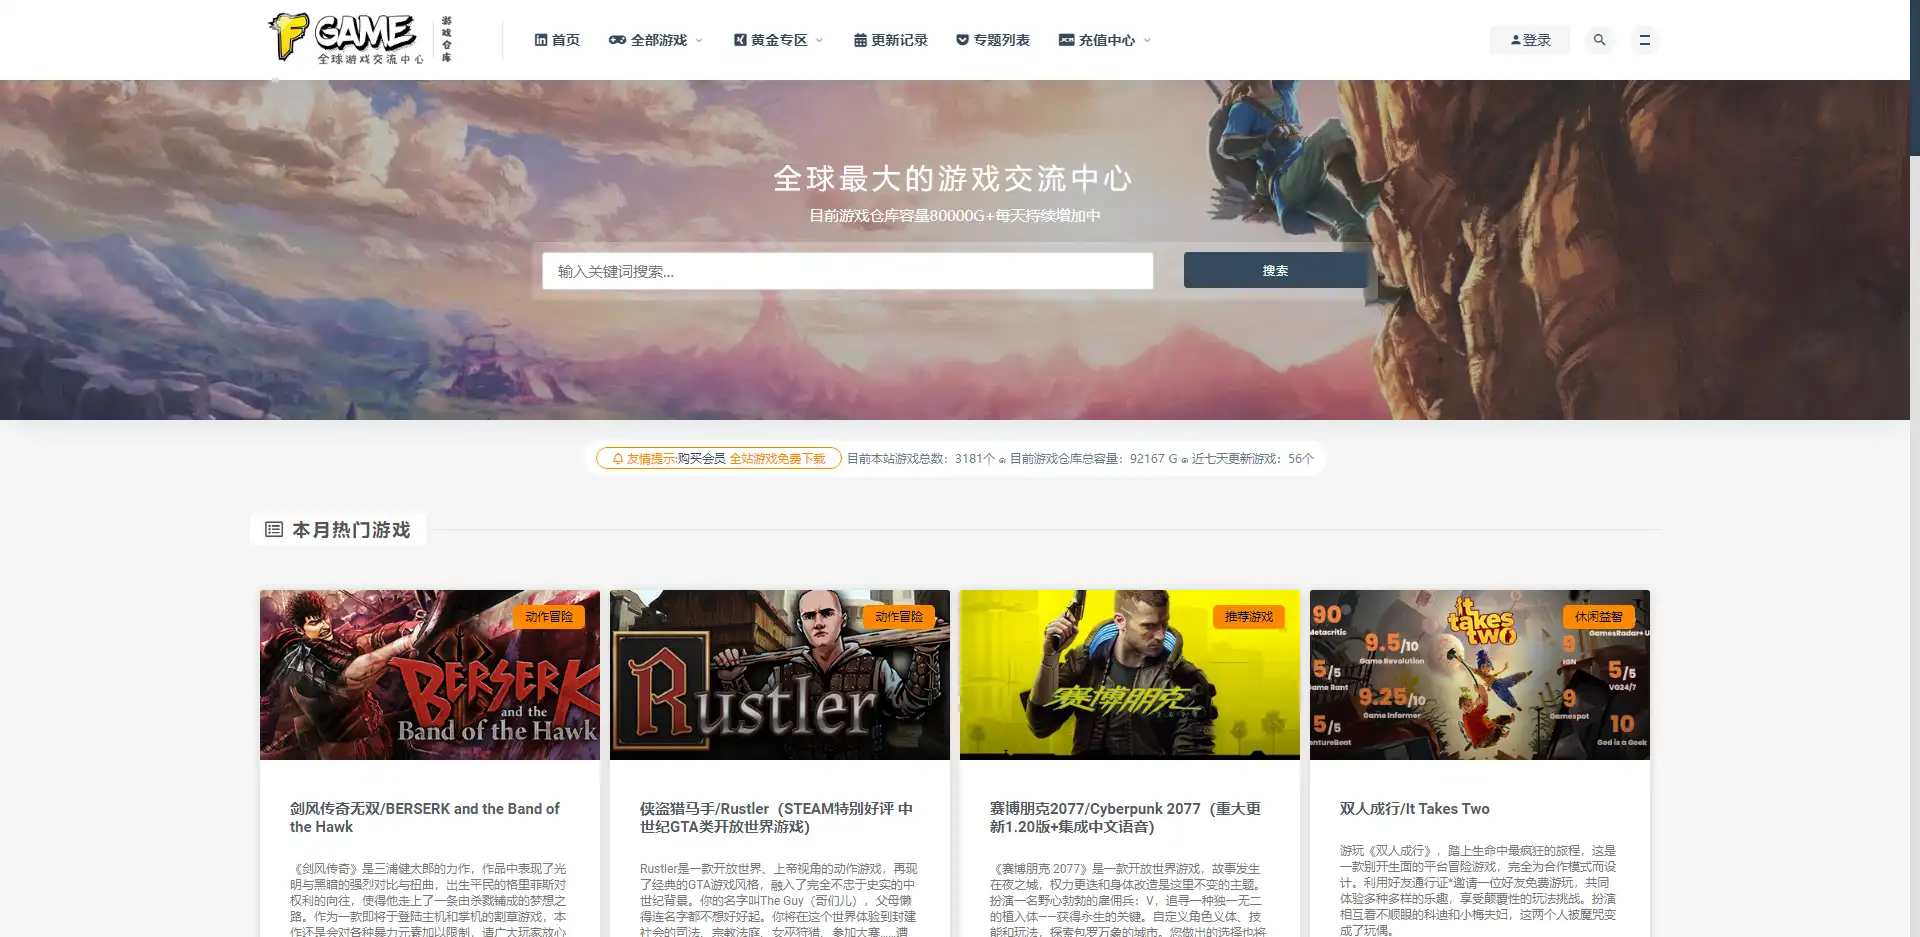 F GAME
全球游戏交流中心
游戏仓库
首页
全部游戏
黄金专区
更新记录
专题列表
充值中心
登录
全球最大的游戏交流中心
目前游戏仓库容量80000G+每天持续增加中
输入关键词搜索...
搜索
友情提示:购买会员 全站游戏免费下载
目前本站游戏总数：3181个 ๑ 目前游戏仓库总容量：92167 G ๑ 近七天更新游戏：56个
本月热门游戏
动作冒险
BERSERK
and the
Band of the Hawk
剑风传奇无双/BERSERK and the Band of
the Hawk
《剑风传奇》是三浦健太郎的力作，作品中表现了光
明与黑暗的强烈对比与扭曲，出生平民的格里菲斯对
权利的向往，使得他走上了一条由杀戮铺成的梦想之
路。作为一款即将于登陆主机和掌机的割草游戏，本
作还是会对各种暴力元素加以限制，请广大玩家放心
动作冒险
Rustler
侠盗猎马手/Rustler（STEAM特别好评 中
世纪GTA类开放世界游戏）
Rustler是一款开放世界、上帝视角的动作游戏，再现
了经典的GTA游戏风格，融入了完全不忠于史实的中
世纪背景。你的名字叫The Guy（哥们儿），父母懒
得连名字都不想好好起。你将在这个世界体验到封建
社会的司法、宗教法庭、女巫狩猎，参加大赛……遭
推荐游戏
赛博朋克
2077
赛博朋克2077/Cyberpunk 2077（重大更
新1.20版+集成中文语音）
《赛博朋克 2077》是一款开放世界游戏，故事发生
在夜之城，权力更迭和身体改造是这里不变的主题。
扮演一名野心勃勃的雇佣兵：V，追寻一种独一无二
的植入体——获得永生的关键。自定义角色义体、技
能和玩法，探索包罗万象的城市。您做出的选择也将
休闲益智
it takes two
90
Metacritic
9.5/10
Game Revolution
5/5
ame Rant
9.25/10
Game Informer
5/5
entureBeat
GamesRadar+ U
9
IGN
5/5
VG24/7
9
Gamespot
10
God is a Geek
双人成行/It Takes Two
游玩《双人成行》，踏上生命中最疯狂的旅程，这是
一款别开生面的平台冒险游戏，完全为合作模式而设
计。利用好友通行证*邀请一位好友免费游玩，共同
体验多种多样的乐趣，享受颠覆性的玩法挑战。扮演
相互看不顺眼的科迪和小梅夫妇，这两个人被魔咒变
成了玩偶。